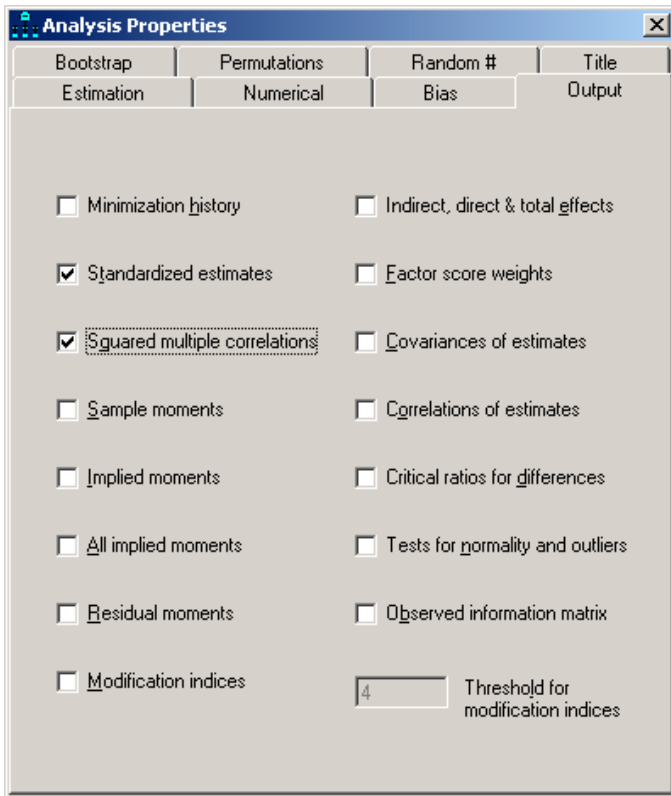 Analysis Properties
Bootstrap
Permutations
Random #
Title
Estimation
Numerical
Bias
Output
Minimization history
Standardized estimates
Squared multiple correlations
Sample moments
Implied moments
All implied moments
Residual moments
Modification indices
Indirect, direct & total effects
Factor score weights
Covariances of estimates
Correlations of estimates
Critical ratios for differences
Tests for normality and outliers
Observed information matrix
4
Threshold for
modification indices